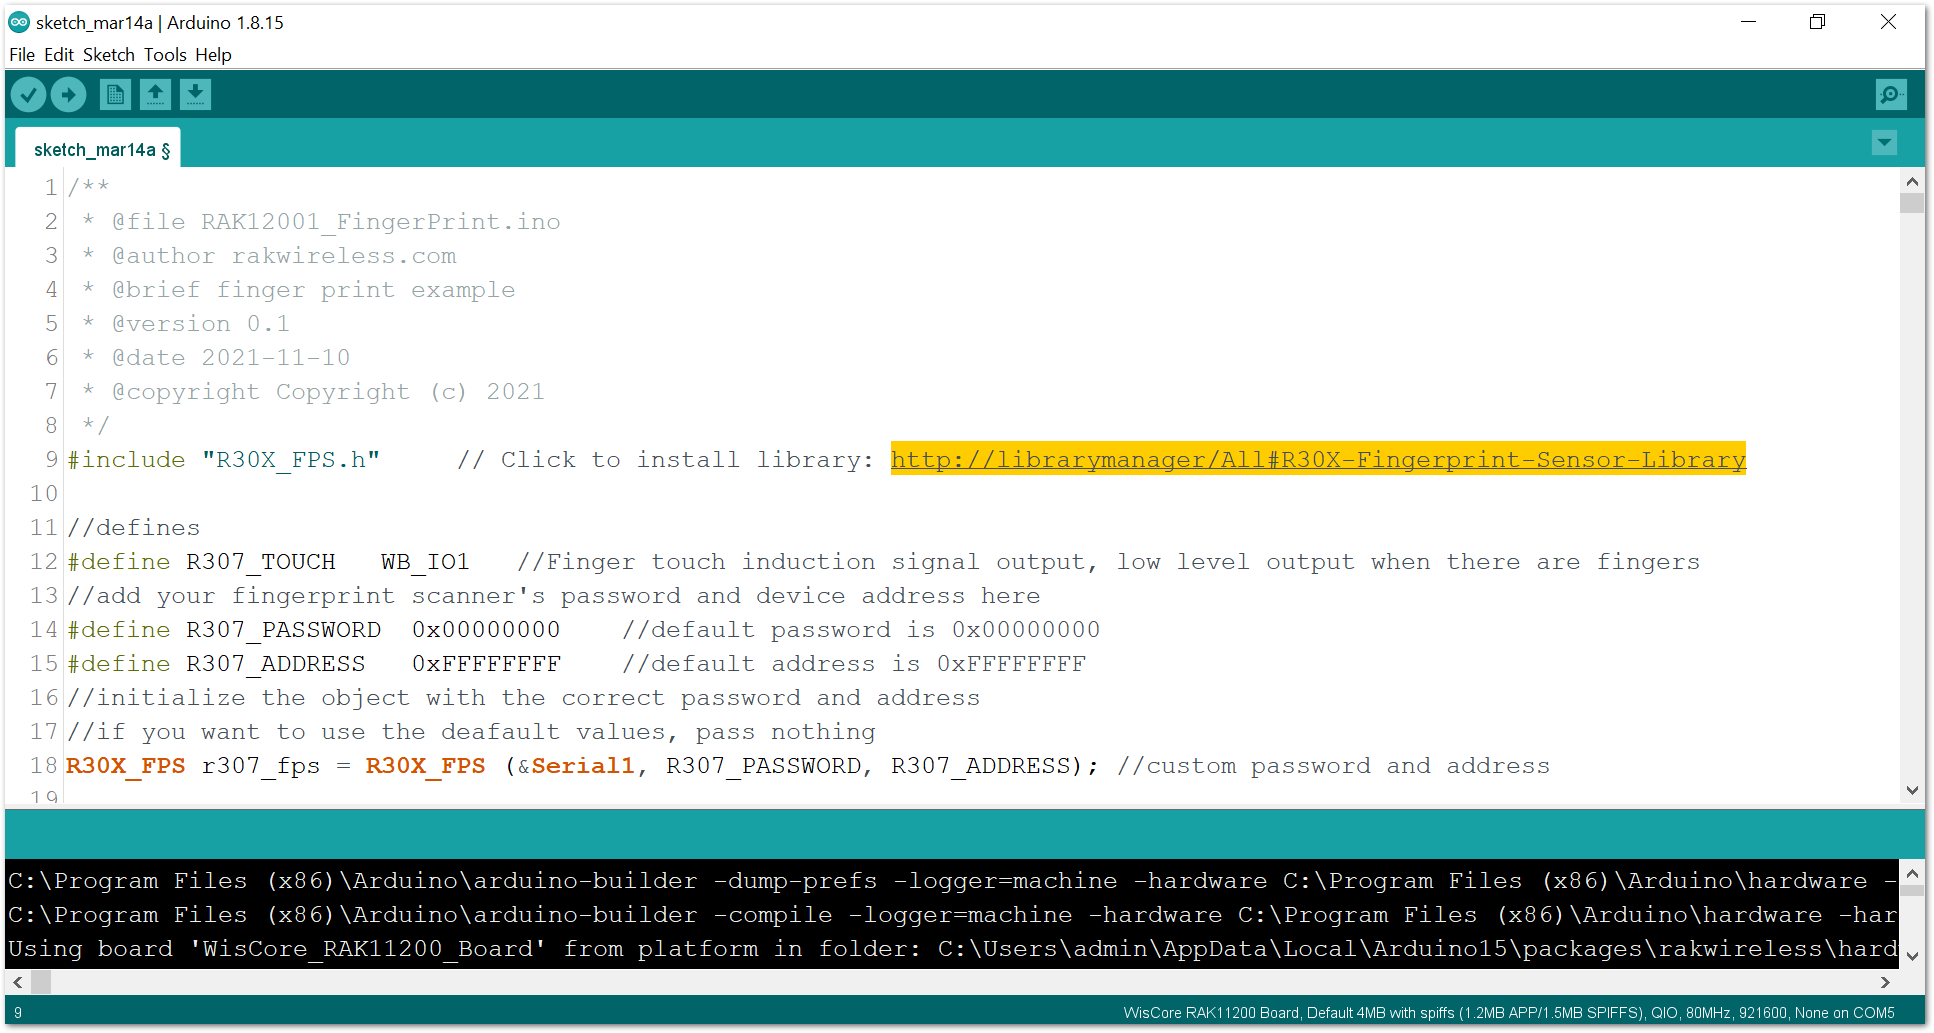 sketch_mar14a | Arduino 1.8.15
File Edit Sketch Tools Help
sketch_mar14a §
1 /**
2  * @file RAK12001_FingerPrint.ino
3  * @author rakwireless.com
4  * @brief finger print example
5  * @version 0.1
6  * @date 2021-11-10
7  * @copyright Copyright (c) 2021
8  */
9 #include "R30X_FPS.h"     // Click to install library: http://librarymanager/All#R30X-Fingerprint-Sensor-Library
10
11 //defines
12 #define R307_TOUCH   WB_IO1   //Finger touch induction signal output, low level output when there are fingers
13 //add your fingerprint scanner's password and device address here
14 #define R307_PASSWORD  0x00000000    //default password is 0x00000000
15 #define R307_ADDRESS   0xFFFFFFFF    //default address is 0xFFFFFFFF
16 //initialize the object with the correct password and address
17 //if you want to use the deafault values, pass nothing
18 R30X_FPS r307_fps = R30X_FPS (&Serial1, R307_PASSWORD, R307_ADDRESS); //custom password and address
19
C:\Program Files (x86)\Arduino\arduino-builder -dump-prefs -logger=machine -hardware C:\Program Files (x86)\Arduino\hardware -
C:\Program Files (x86)\Arduino\arduino-builder -compile -logger=machine -hardware C:\Program Files (x86)\Arduino\hardware -har
Using board 'WisCore_RAK11200_Board' from platform in folder: C:\Users\admin\AppData\Local\Arduino15\packages\rakwireless\hard
9 WisCore RAK11200 Board, Default 4MB with spiffs (1.2MB APP/1.5MB SPIFFS), QIO, 80MHz, 921600, None on COM5